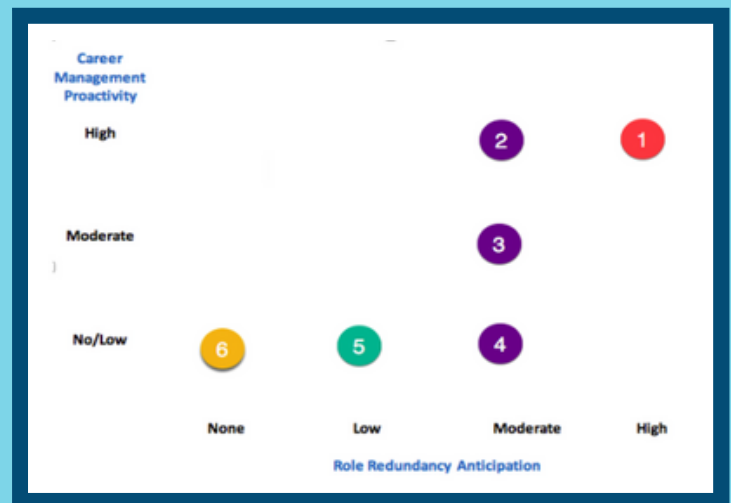 Career
Management
Proactivity
High
2
1
Moderate
3
No/Low
6
5
4
None Low Moderate High
Role Redundancy Anticipation